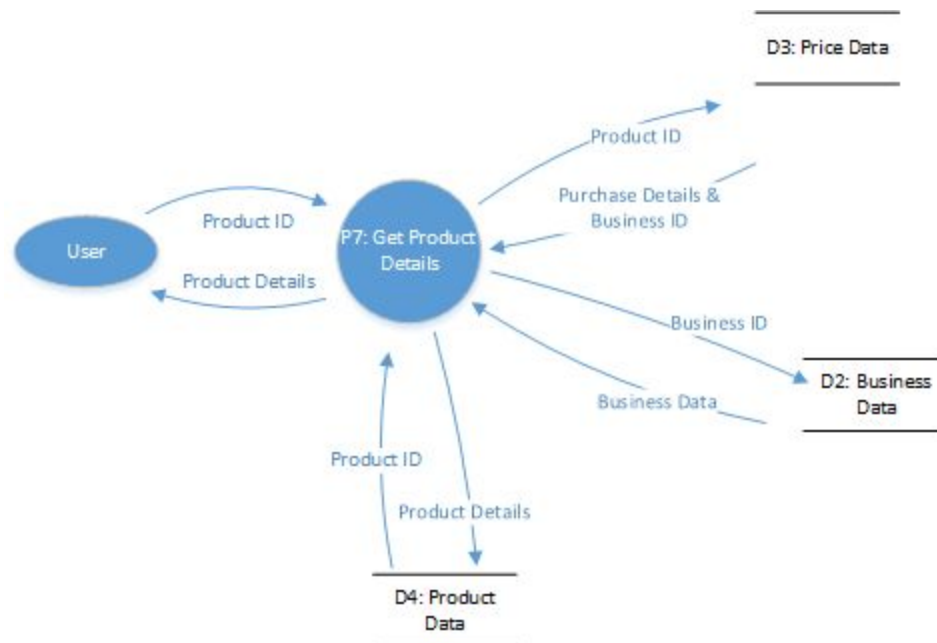 D3: Price Data
Product ID
Purchase Details &
Business ID
Product ID
User
P7: Get Product
Details
Product Details
Business ID
D2: Business
Data
Business Data
Product ID
Product Details
D4: Product
Data